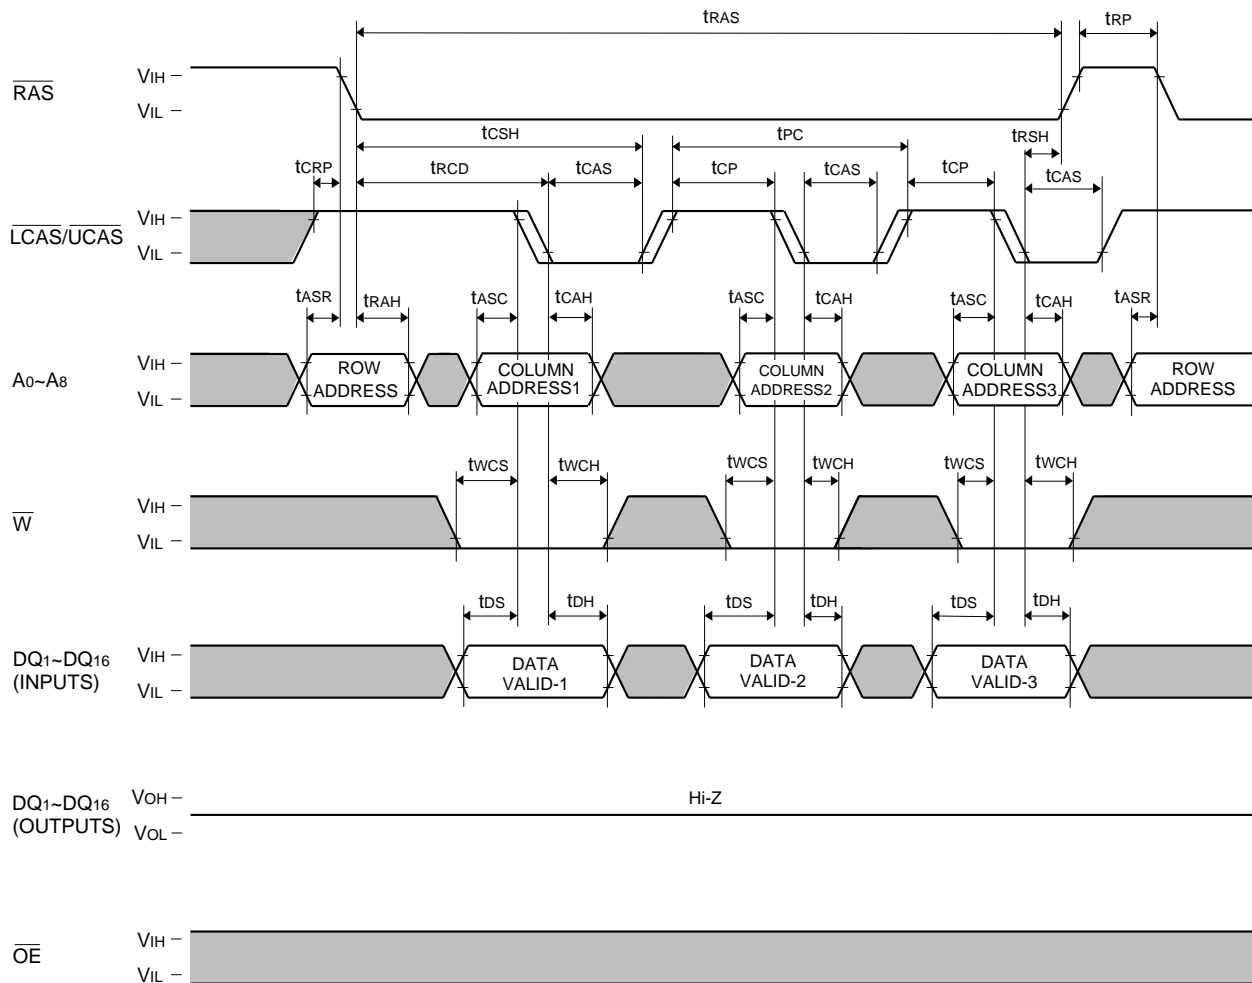 tRAS
tRP
RAS
VIH
VIL
tCSH
tPC
tRSH
tCRP
tRCD
tCAS
tCP
tCAS
tCP
tCAS
LCAS/UCAS
VIH
VIL
tASR
tRAH
tASC
tCAH
tASC
tCAH
tASC
tCAH
tASR
A0~A8
VIH
VIL
ROW
ADDRESS
COLUMN
ADDRESS1
COLUMN
ADDRESS2
COLUMN
ADDRESS3
ROW
ADDRESS
tWCS
tWCH
tWCS
tWCH
tWCS
tWCH
W
VIH
VIL
tDS
tDH
tDS
tDH
tDS
tDH
DQ1~DQ16
(INPUTS)
VIH
VIL
DATA
VALID-1
DATA
VALID-2
DATA
VALID-3
DQ1~DQ16
(OUTPUTS)
VOH
VOL
Hi-Z
OE
VIH
VIL